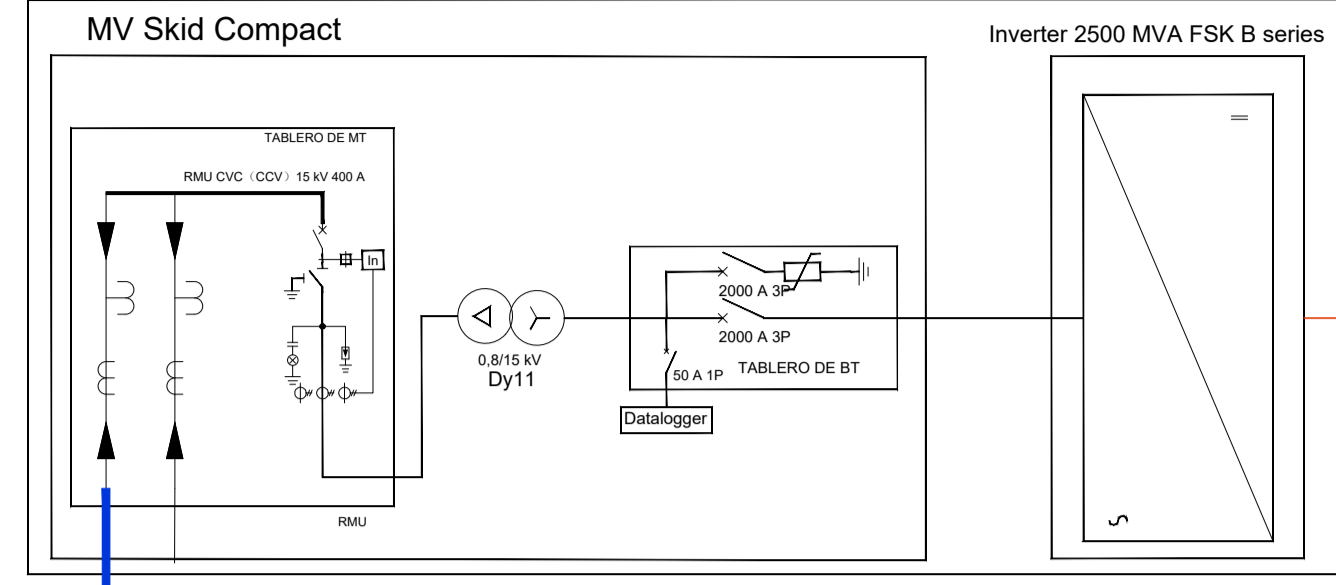 MV Skid Compact
Inverter 2500 MVA FSK B series
TABLERO DE MT
RMU CVC（CCV）15 kV 400 A
In
2000 A 3P
2000 A 3P
0,8/15 kV
Dy11
50 A 1P
TABLERO DE BT
Datalogger
RMU